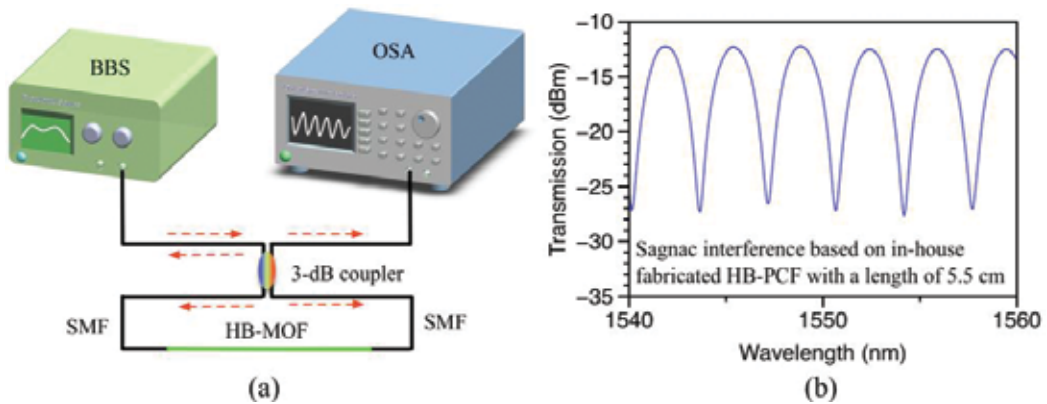 BBS
OSA
3-dB coupler
SMF
HB-MOF
SMF
(a)
Transmission (dBm)
−10
−15
−20
−25
−30
−35
Sagnac interference based on in-house
fabricated HB-PCF with a length of 5.5 cm
1540
1550
1560
Wavelength (nm)
(b)